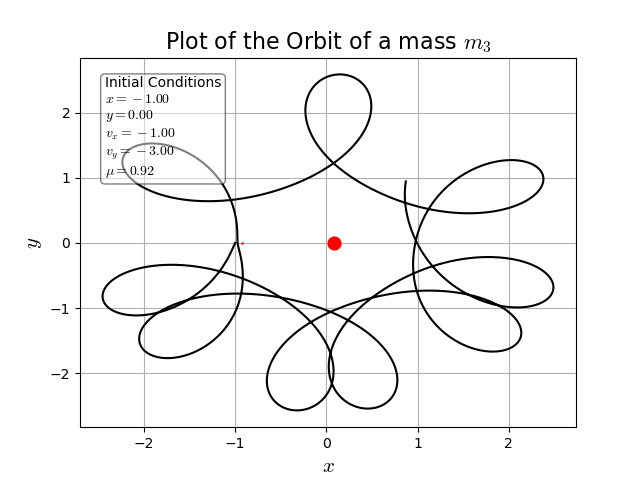 Plot of the Orbit of a mass m₃
Initial Conditions
x = −1.00
y = 0.00
vₓ = −1.00
v_y = −3.00
μ = 0.92
2
1
0
−1
−2
y
−2
−1
0
1
2
x